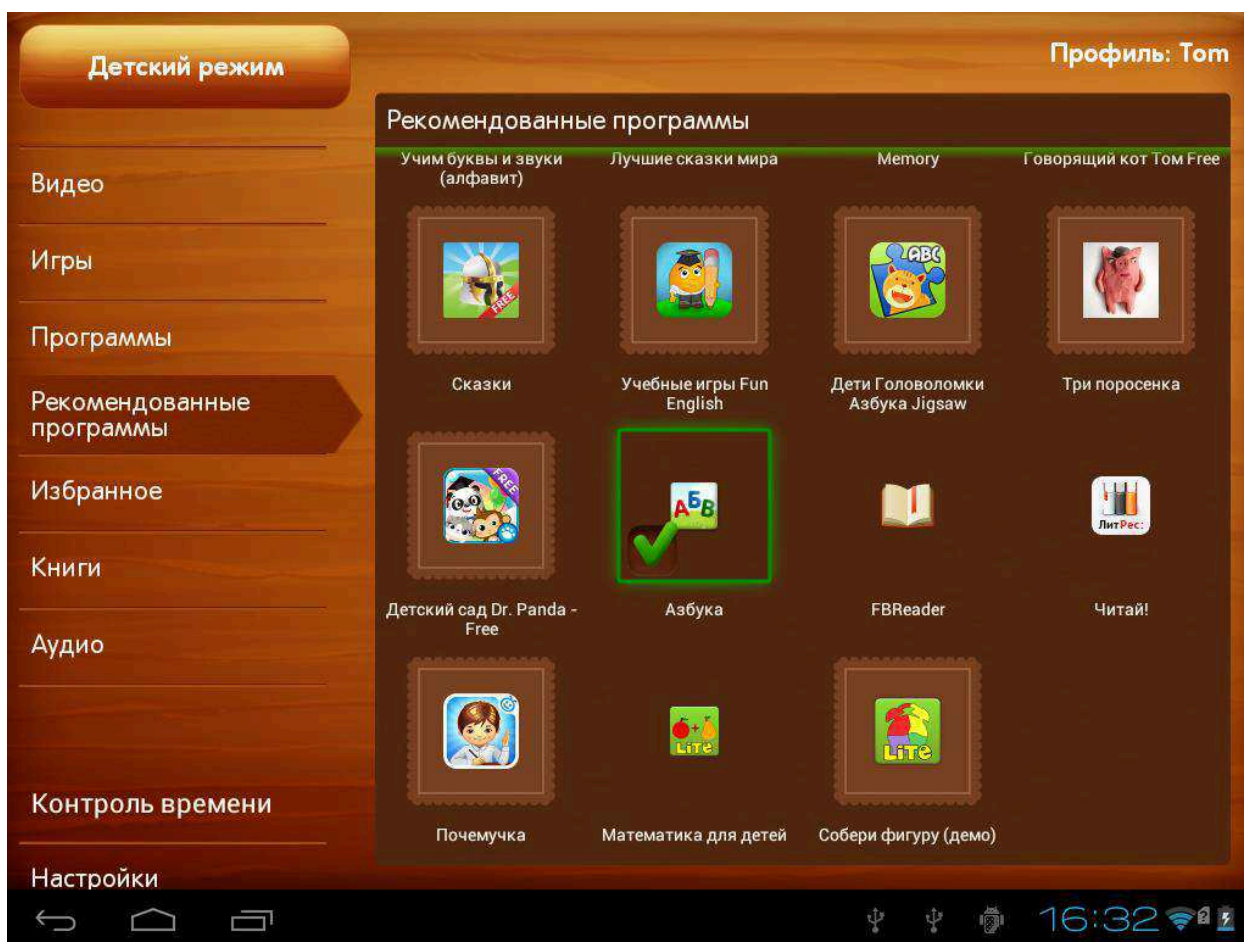 Детский режим
Профиль: Tom
Видео
Игры
Программы
Рекомендованные
программы
Избранное
Книги
Аудио
Контроль времени
Настройки
Рекомендованные программы
Учим буквы и звуки
(алфавит)
Лучшие сказки мира
Memory
Говорящий кот Том Free
FREE
ABC
Сказки
Учебные игры Fun
English
Дети Головоломки
Азбука Jigsaw
Три поросенка
FREE
АБВ
ЛитРес:
Детский сад Dr. Panda -
Free
Азбука
FBReader
Читай!
LiTe
LiTe
Почемучка
Математика для детей
Собери фигуру (демо)
16:32